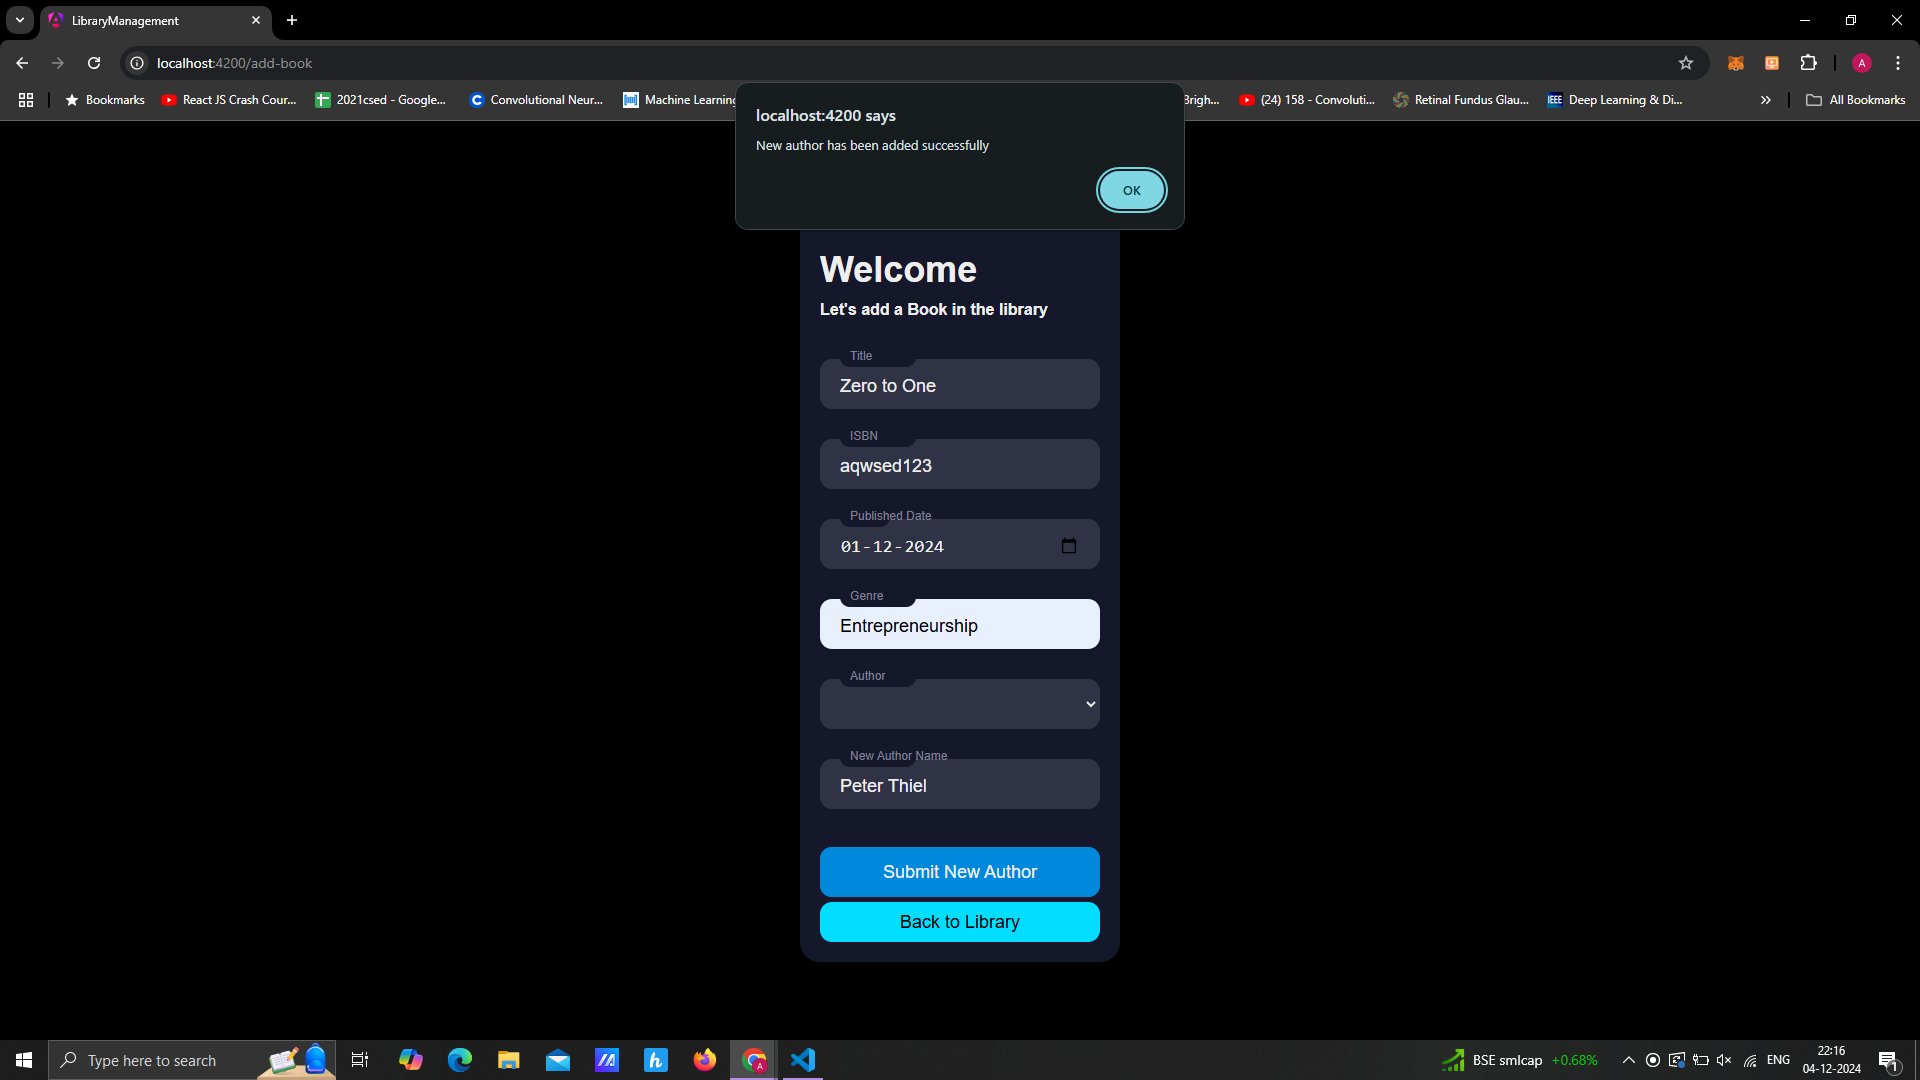 LibraryManagement
localhost:4200/add-book
A
Bookmarks
React JS Crash Cour...
2021csed - Google...
Convolutional Neur...
Machine Learning
Brigh...
(24) 158 - Convoluti...
Retinal Fundus Glau...
IEEE
Deep Learning & Di...
All Bookmarks
localhost:4200 says
New author has been added successfully
OK
Welcome
Let's add a Book in the library
Title
Zero to One
ISBN
aqwsed123
Published Date
01-12-2024
Genre
Entrepreneurship
Author
New Author Name
Peter Thiel
Submit New Author
Back to Library
Type here to search
h
A
BSE smlcap +0.68%
ENG
22:16
04-12-2024
1